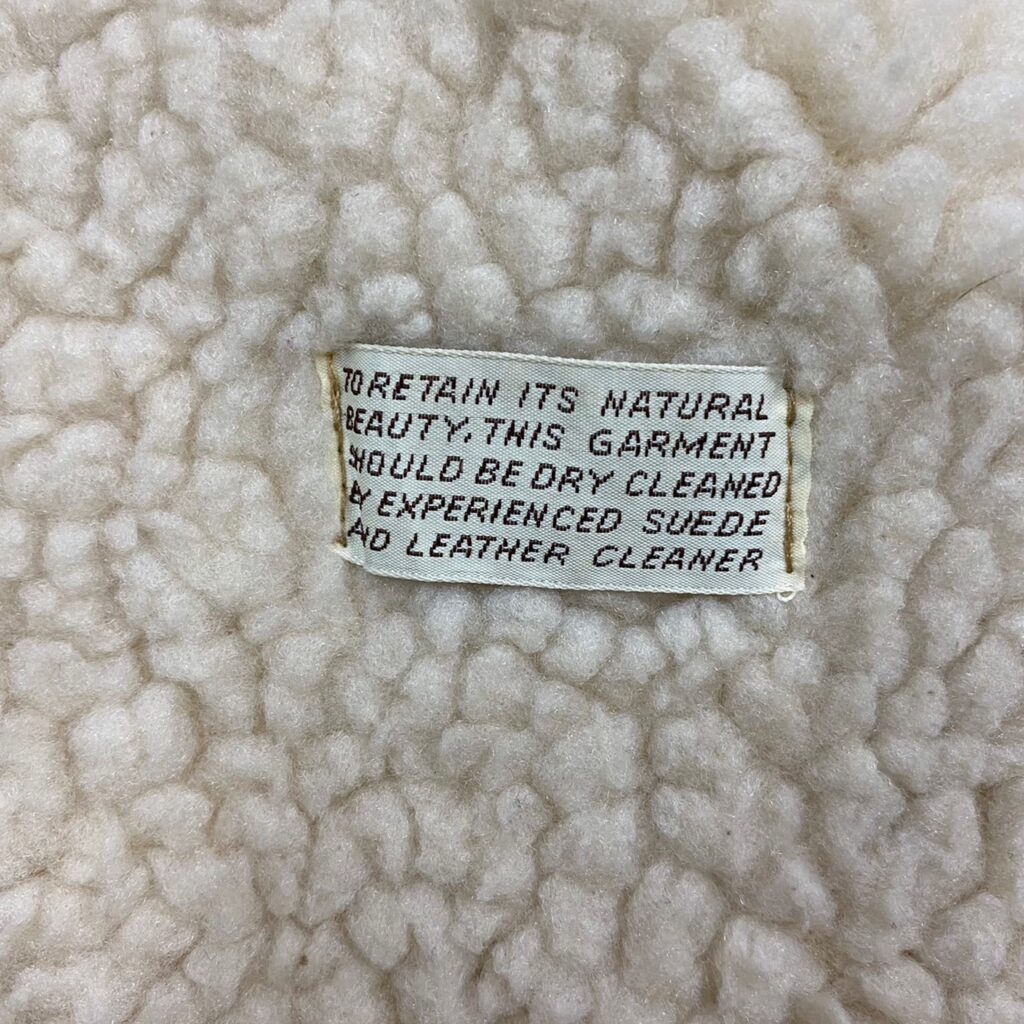 TO RETAIN ITS NATURAL
BEAUTY, THIS GARMENT
SHOULD BE DRY CLEANED
BY EXPERIENCED SUEDE
AND LEATHER CLEANER